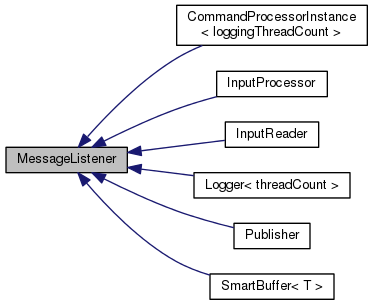 CommandProcessorInstance
< loggingThreadCount >
InputProcessor
InputReader
MessageListener
Logger< threadCount >
Publisher
SmartBuffer< T >